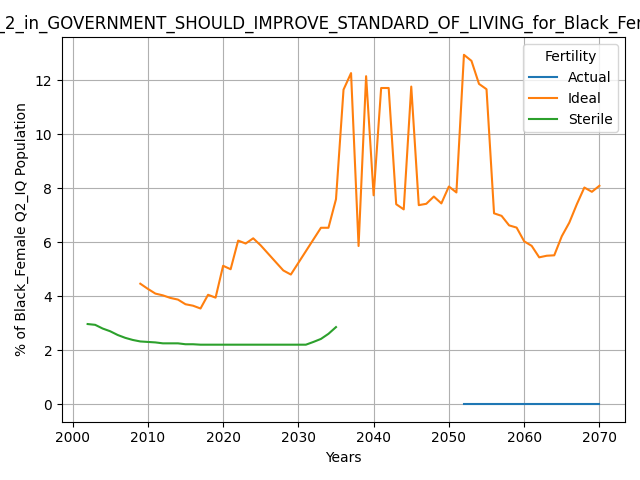 _2_in_GOVERNMENT_SHOULD_IMPROVE_STANDARD_OF_LIVING_for_Black_Fe
% of Black_Female Q2_IQ Population
12
10
8
6
4
2
0
Fertility
Actual
Ideal
Sterile
2000 2010 2020 2030 2040 2050 2060 2070
Years